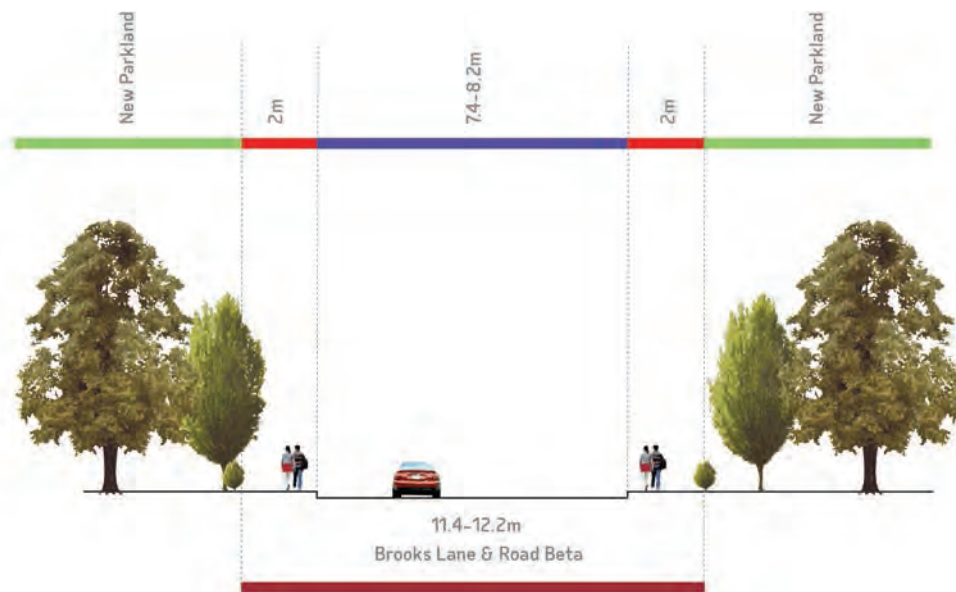 New Parkland
2m
7.4-8.2m
2m
New Parkland
11.4-12.2m
Brooks Lane & Road Beta